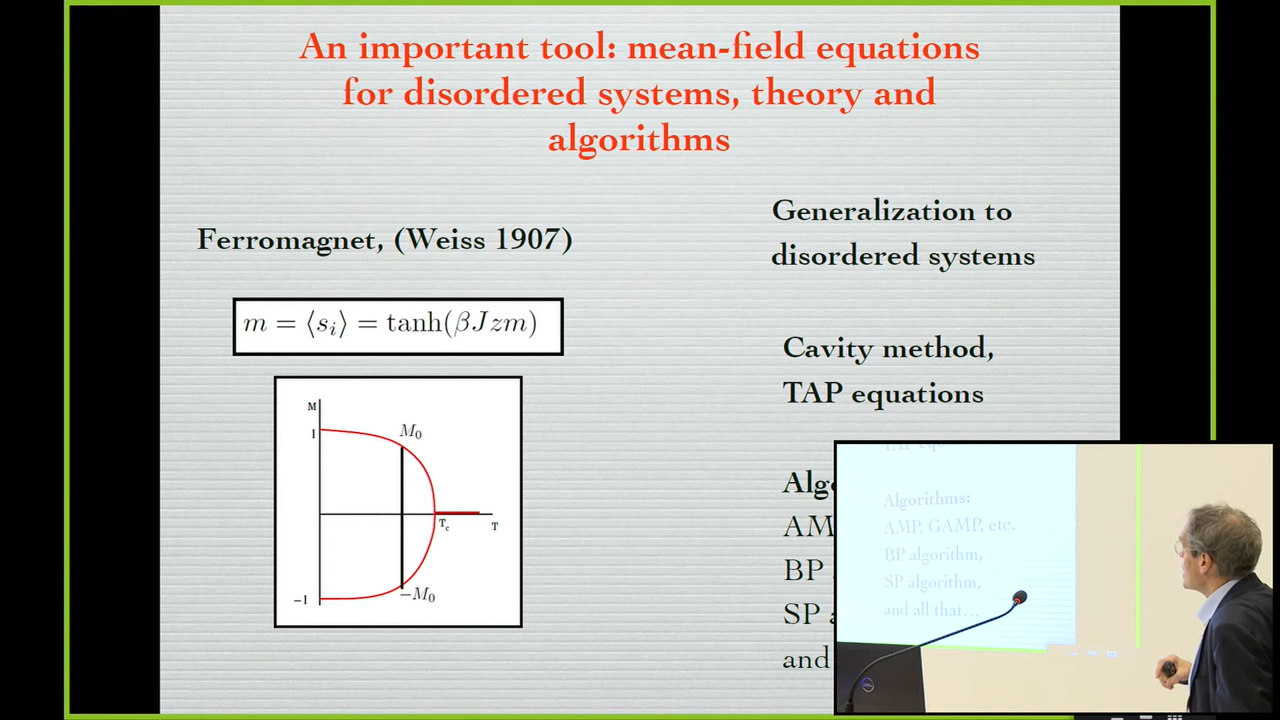 An important tool: mean-field equations
for disordered systems, theory and
algorithms
Ferromagnet, (Weiss 1907)
m = ⟨s_i⟩ = tanh(βJzm)
M
1
M_0
T_c
T
−1
−M_0
Generalization to
disordered systems
Cavity method,
TAP equations
Algo
AM
BP
SP a
and
Algorithms:
AMP, GAMP, etc.
BP algorithm,
SP algorithm,
and all that…